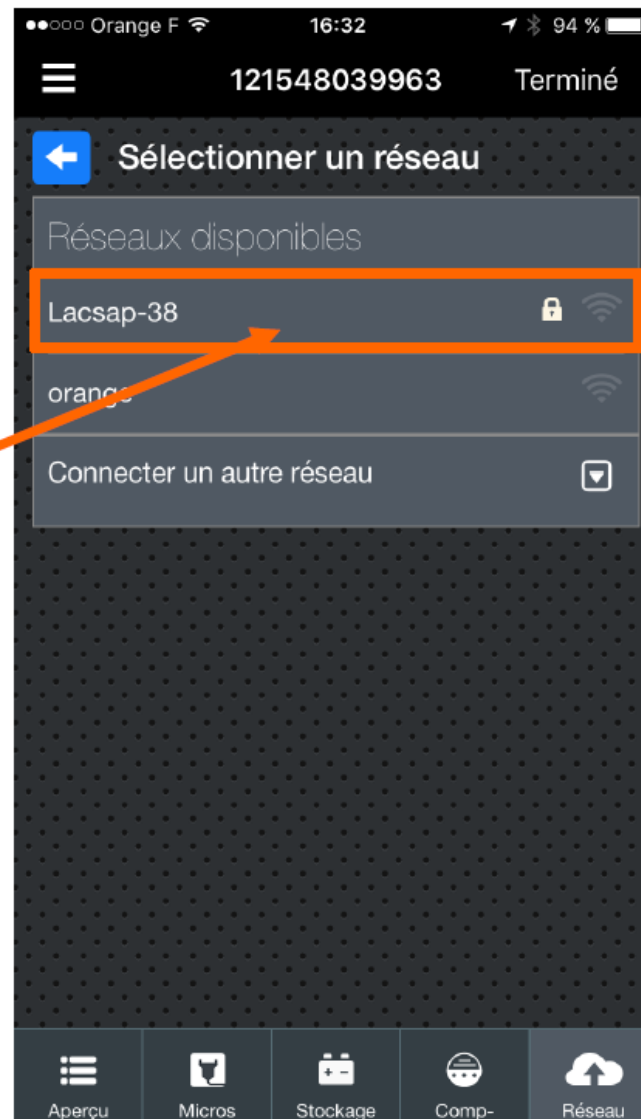 Orange F 16:32 94 %
121548039963 Terminé
Sélectionner un réseau
Réseaux disponibles
Lacsap-38
orange
Connecter un autre réseau
Aperçu Micros Stockage Comp- Réseau